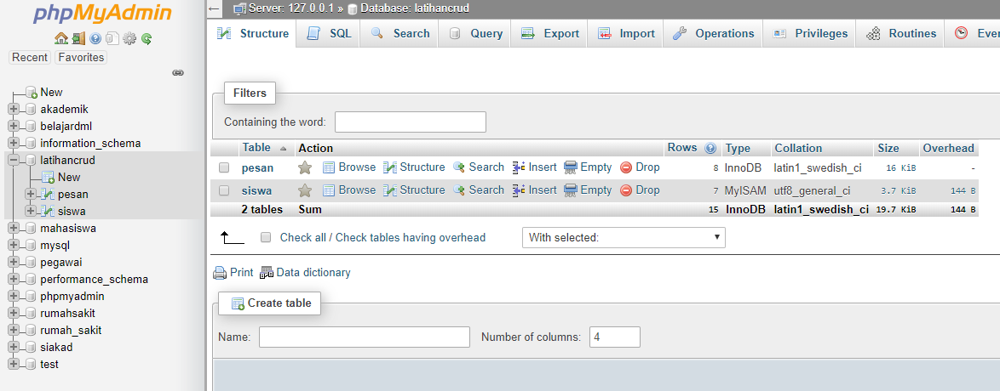 phpMyAdmin
Recent Favorites
New
akademik
belajardml
information_schema
latihancrud
New
pesan
siswa
mahasiswa
mysql
pegawai
performance_schema
phpmyadmin
rumahsakit
rumah_sakit
siakad
test
Server: 127.0.0.1 » Database: latihancrud
Structure SQL Search Query Export Import Operations Privileges Routines Ever
Filters
Containing the word:
Table Action Rows Type Collation Size Overhead
pesan Browse Structure Search Insert Empty Drop 8 InnoDB latin1_swedish_ci 16 KiB -
siswa Browse Structure Search Insert Empty Drop 7 MyISAM utf8_general_ci 3.7 KiB 144 B
2 tables Sum 15 InnoDB latin1_swedish_ci 19.7 KiB 144 B
Check all / Check tables having overhead With selected:
Print Data dictionary
Create table
Name: Number of columns: 4